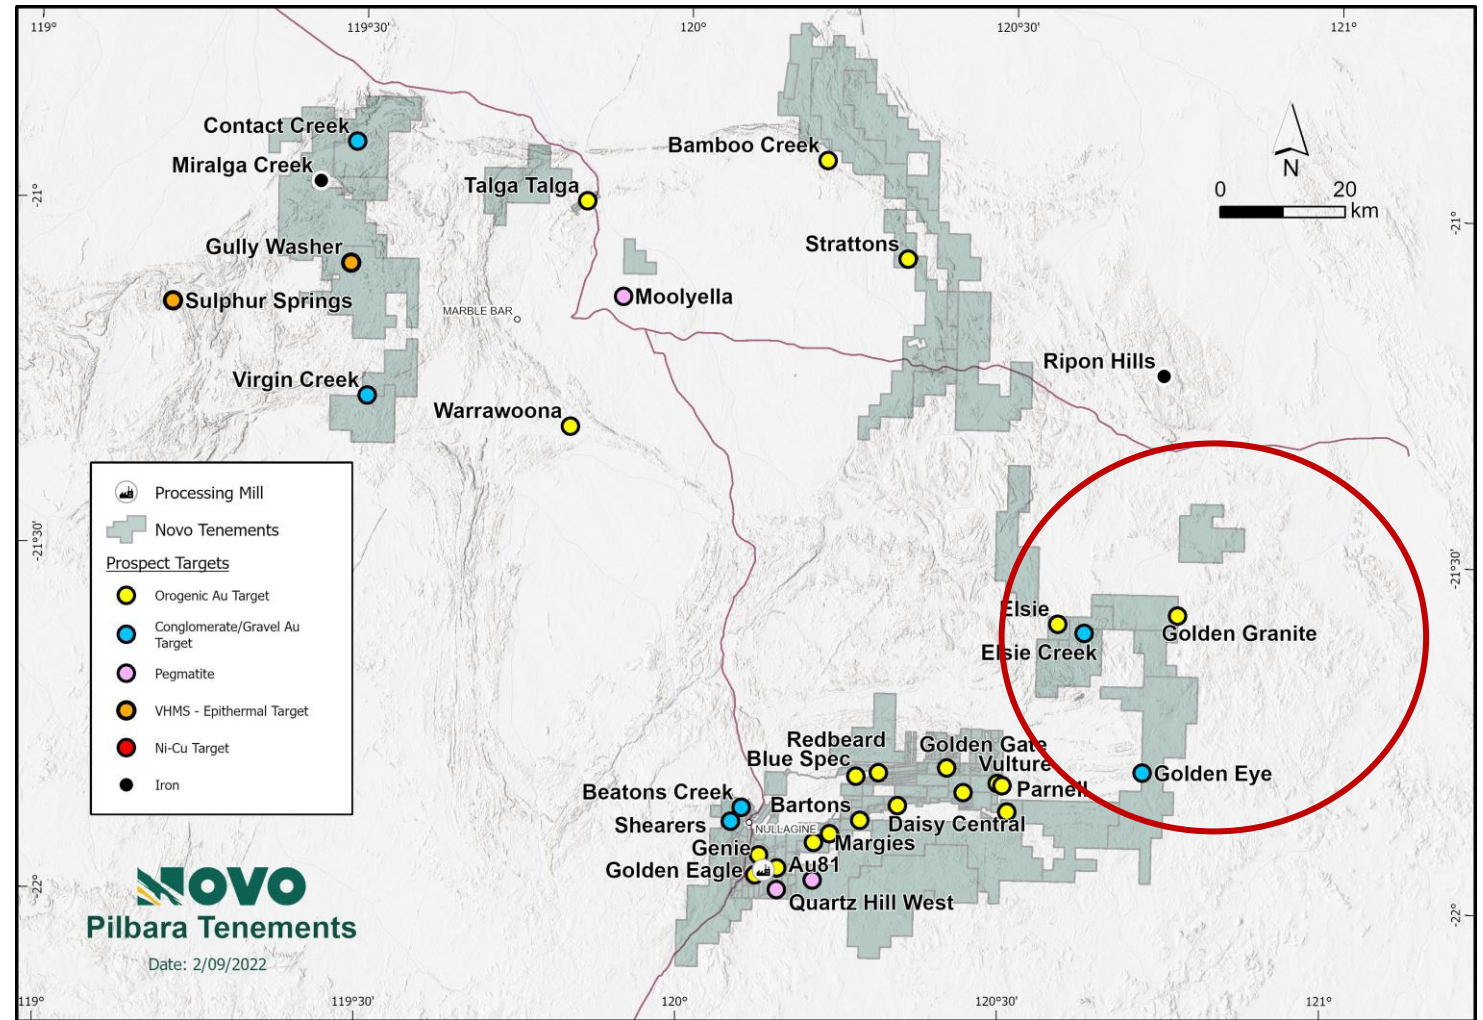 119°
119°30'
120°
120°30'
121°
Contact Creek
Miralga Creek
Talga Talga
Bamboo Creek
N
0 20
km
-21°
-21°
Gully Washer
Strattons
Sulphur Springs
Moolyella
MARBLE BAR
Ripon Hills
Virgin Creek
Warrawoona
Processing Mill
Novo Tenements
Prospect Targets
Orogenic Au Target
Conglomerate/Gravel Au
Target
Pegmatite
VHMS - Epithermal Target
Ni-Cu Target
Iron
-21°30'
-21°30'
Elsie
Elsie Creek
Golden Granite
Redbeard
Golden Gate
Blue Spec
Vulture
Golden Eye
Parnell
Beatons Creek
Bartons
Shearers
NULLAGINE
Daisy Central
Genie
Margies
Golden Eagle
Au81
Quartz Hill West
-22°
-22°
NOVO
Pilbara Tenements
Date: 2/09/2022
119°
119°30'
120°
120°30'
121°